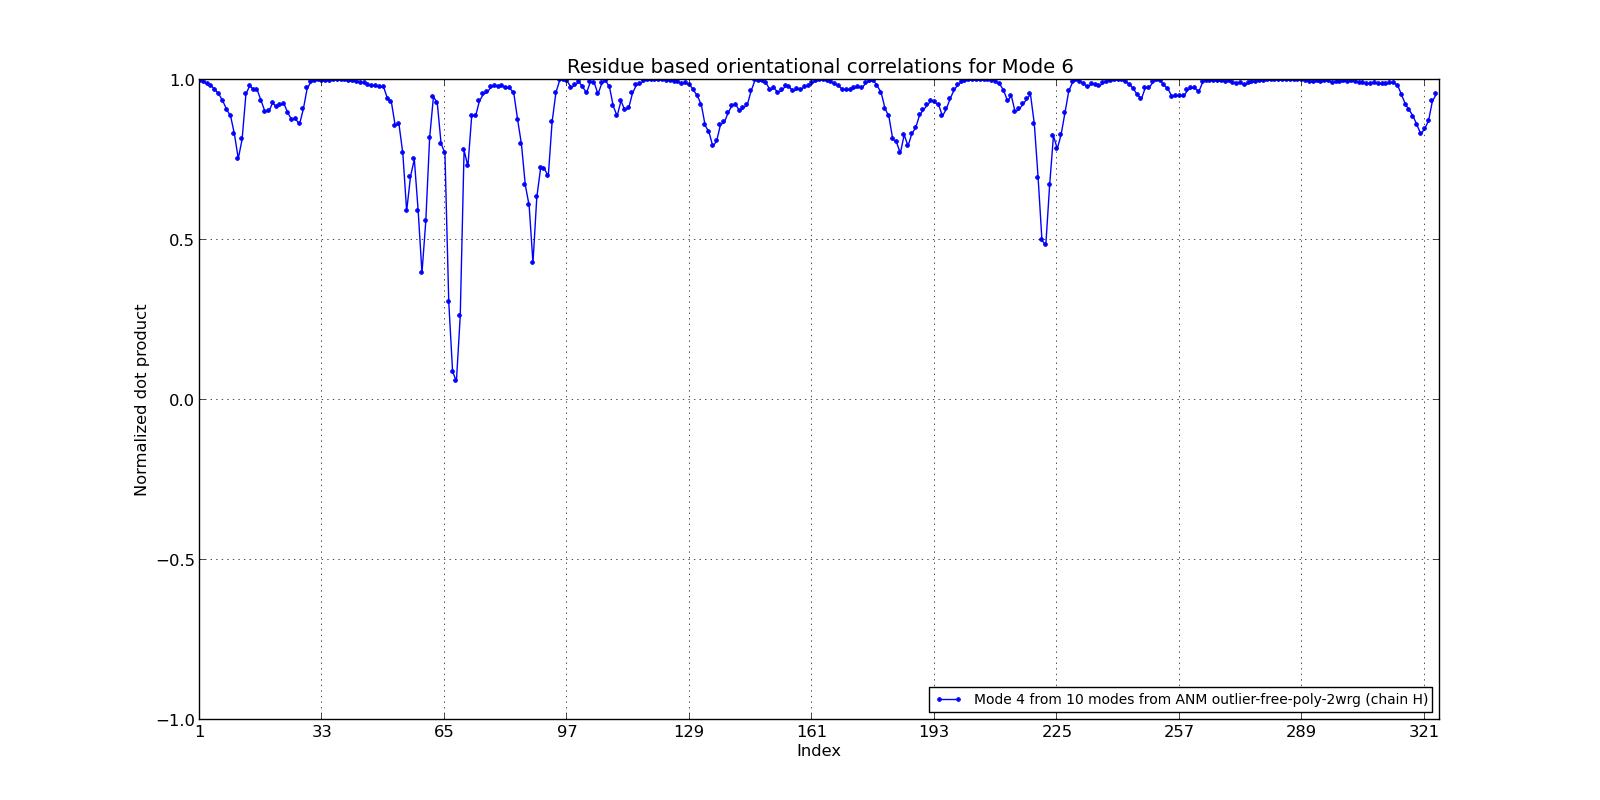 Residue based orientational correlations for Mode 6
1.0
0.5
0.0
−0.5
−1.0
Normalized dot product
Mode 4 from 10 modes from ANM outlier-free-poly-2wrg (chain H)
1 33 65 97 129 161 193 225 257 289 321
Index